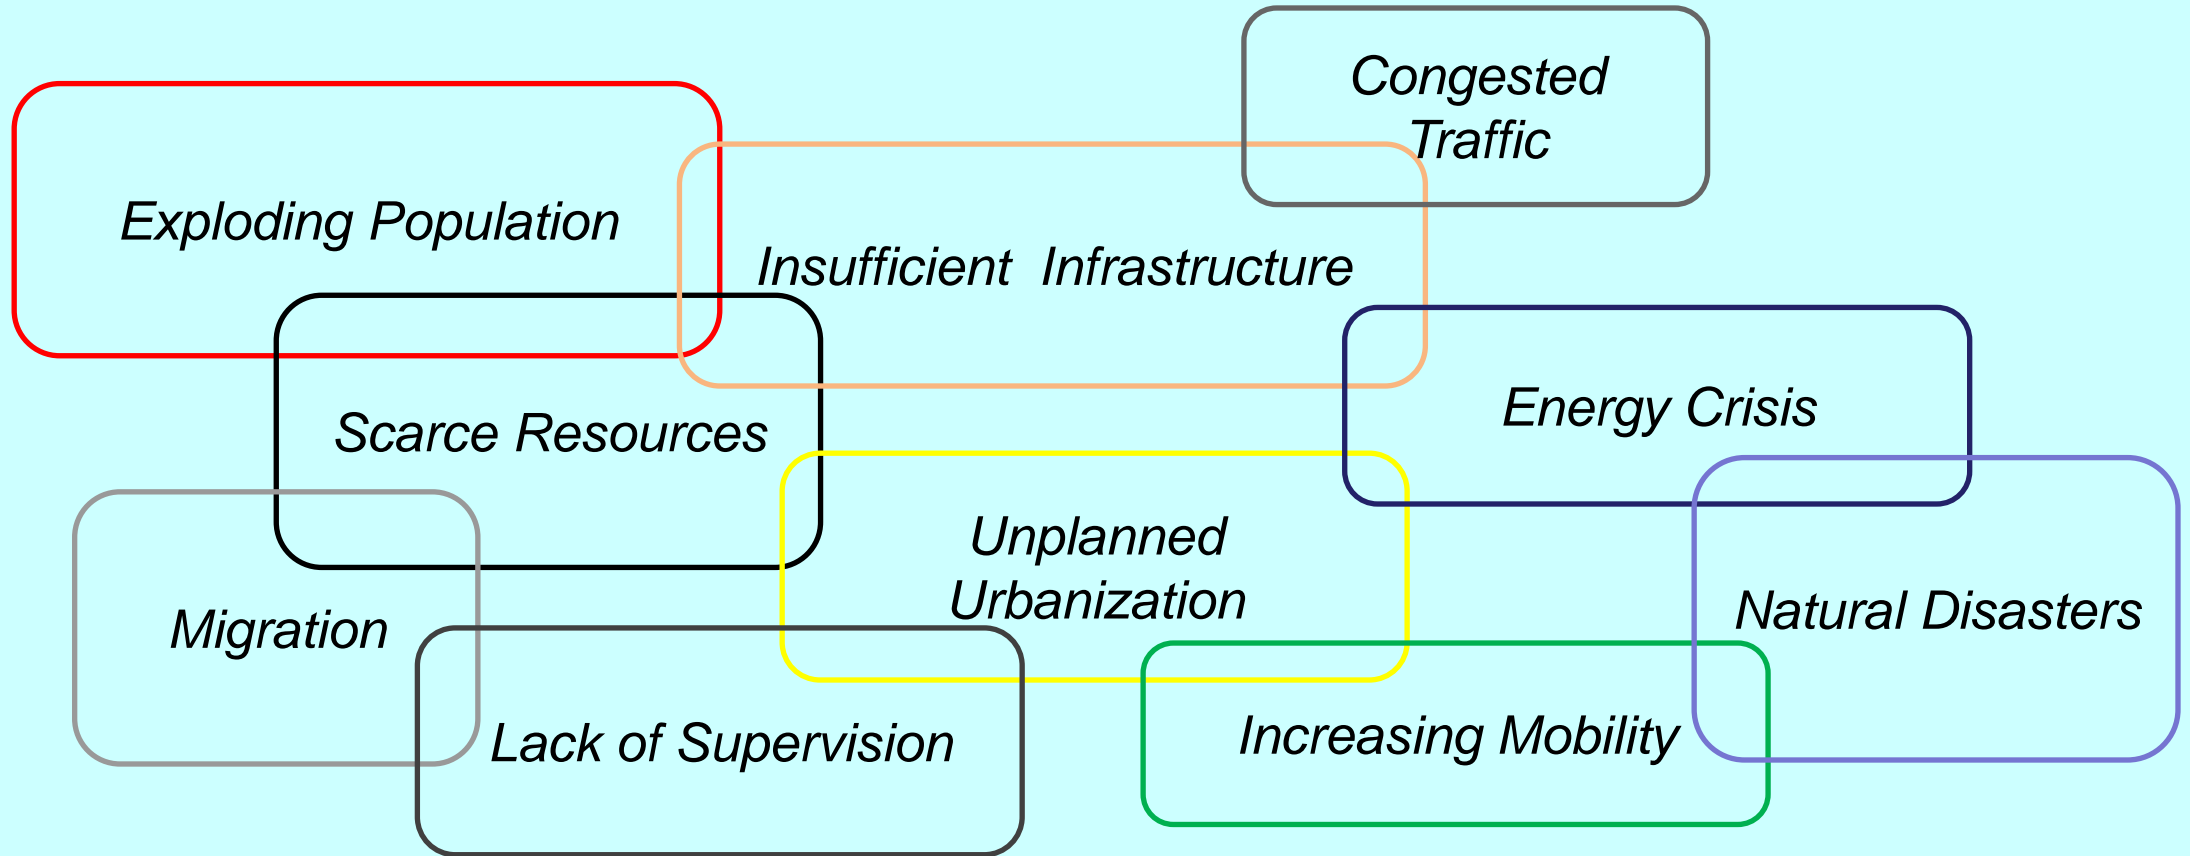 Congested
Traffic
Exploding Population
Insufficient  Infrastructure
Energy Crisis
Scarce Resources
Unplanned
Urbanization
Natural Disasters
Migration
Lack of Supervision
Increasing Mobility